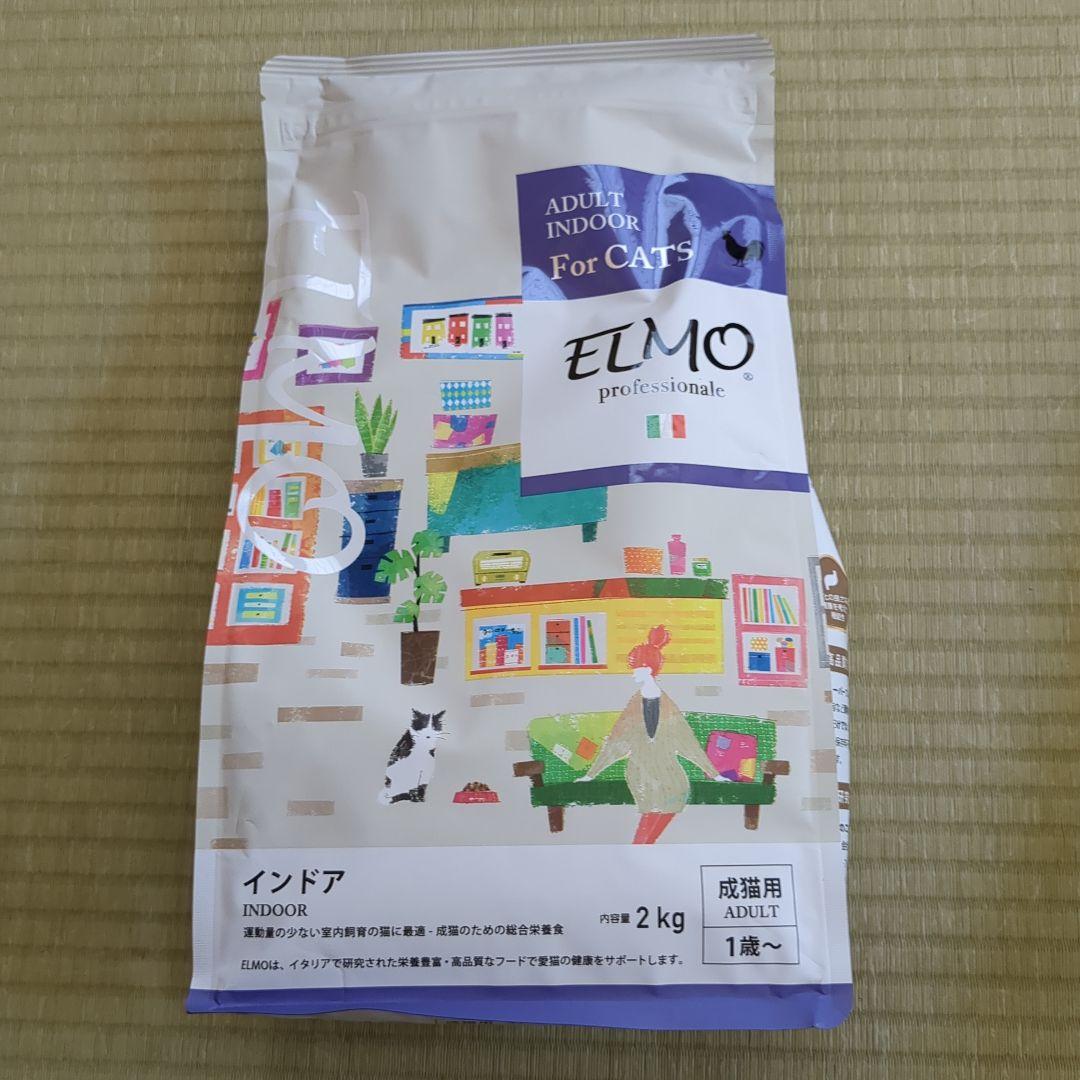 ADULT
INDOOR
For CATS
ELMO
ELMO
professionale
インドア
INDOOR
運動量の少ない室内飼育の猫に最適 - 成猫のための総合栄養食
ELMOは、イタリアで研究された栄養豊富・高品質なフードで愛猫の健康をサポートします。
内容量 2 kg
成猫用
ADULT
1歳～